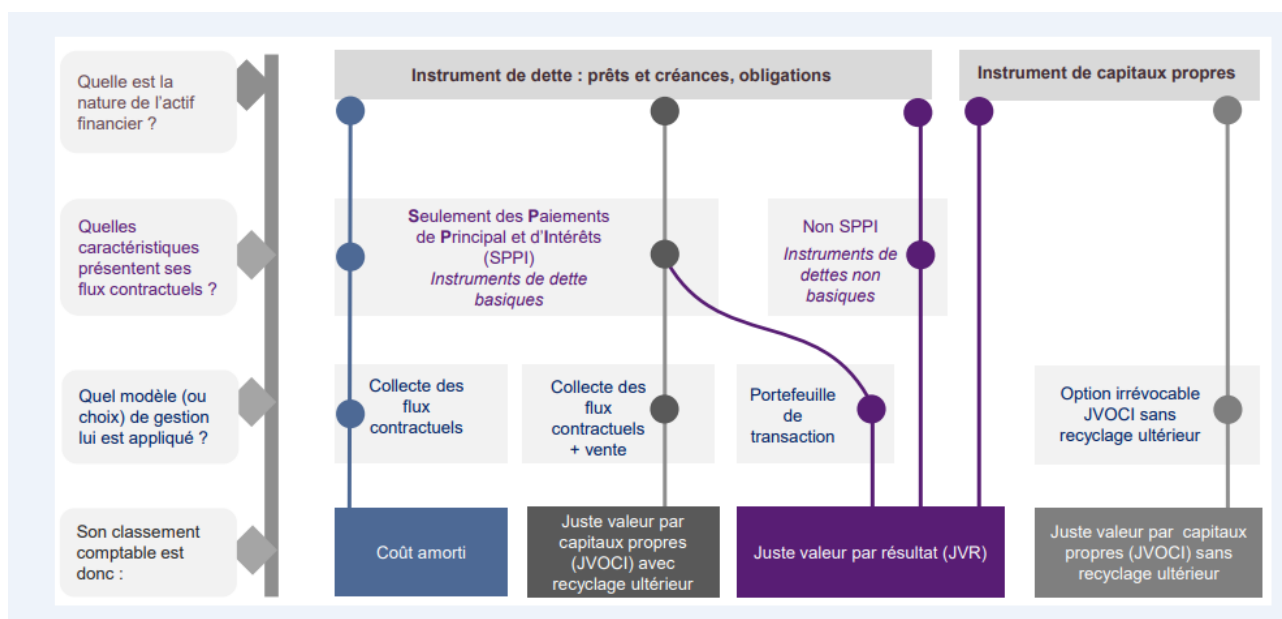 Quelle est la
nature de l'actif
financier ?
Instrument de dette : prêts et créances, obligations
Instrument de capitaux propres
Quelles
caractéristiques
présentent ses
flux contractuels ?
Seulement des Paiements
de Principal et d'Intérêts
(SPPI)
Instruments de dette
basiques
Non SPPI
Instruments de
dettes non
basiques
Quel modèle (ou
choix) de gestion
lui est appliqué ?
Collecte des
flux
contractuels
Collecte des
flux
contractuels
+ vente
Portefeuille
de
transaction
Option irrévocable
JVOCI sans
recyclage ultérieur
Son classement
comptable est
donc :
Coût amorti
Juste valeur par
capitaux propres
(JVOCI) avec
recyclage ultérieur
Juste valeur par résultat (JVR)
Juste valeur par capitaux
propres (JVOCI) sans
recyclage ultérieur